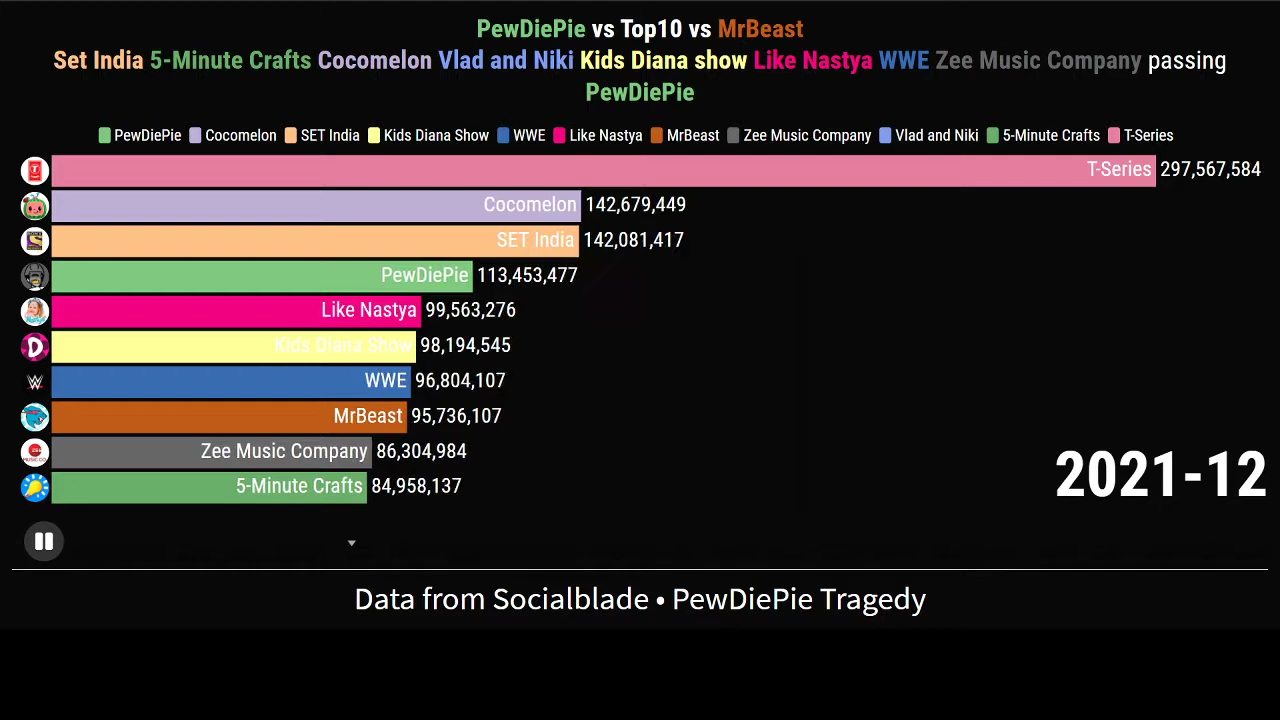 PewDiePie vs Top10 vs MrBeast
Set India 5-Minute Crafts Cocomelon Vlad and Niki Kids Diana show Like Nastya WWE Zee Music Company passing
PewDiePie
PewDiePie Cocomelon SET India Kids Diana Show WWE Like Nastya MrBeast Zee Music Company Vlad and Niki 5-Minute Crafts T-Series
T-Series 297,567,584
Cocomelon 142,679,449
SET India 142,081,417
PewDiePie 113,453,477
Like Nastya 99,563,276
Kids Diana Show 98,194,545
WWE 96,804,107
MrBeast 95,736,107
Zee Music Company 86,304,984
5-Minute Crafts 84,958,137
2021-12
Data from Socialblade • PewDiePie Tragedy